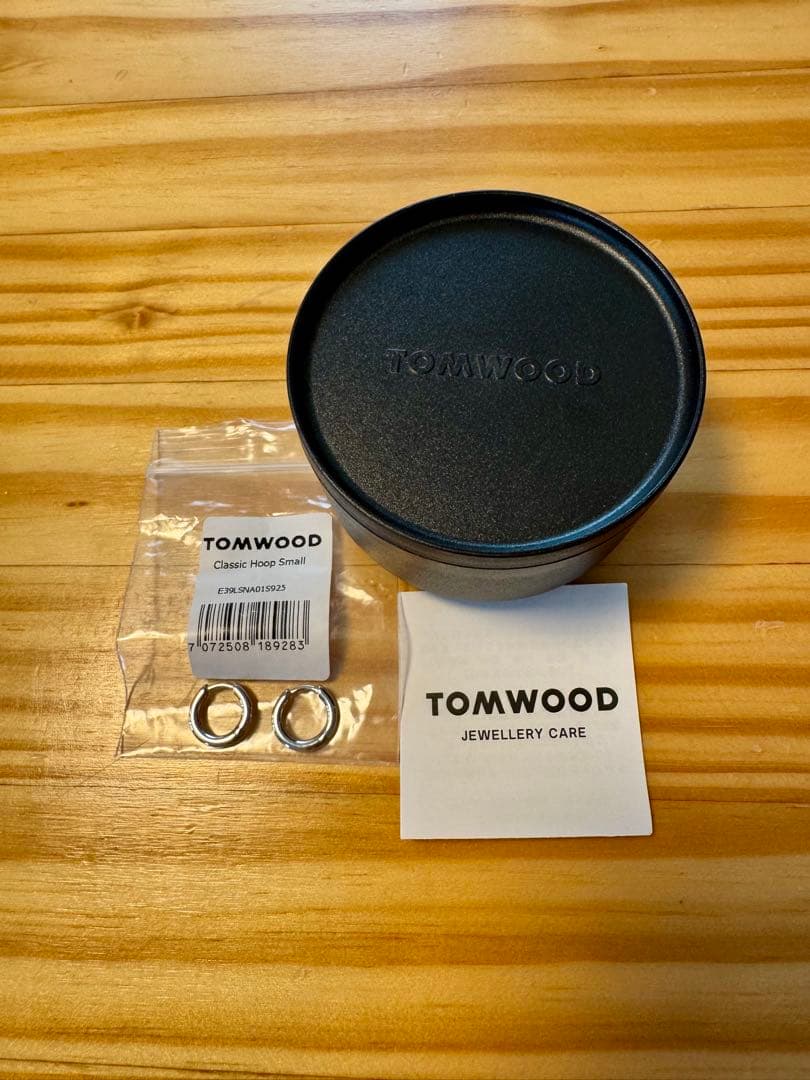 TOMWOOD
TOMWOOD
Classic Hoop Small
E39LSNA01S925
7 072508 189283
TOMWOOD
JEWELLERY CARE